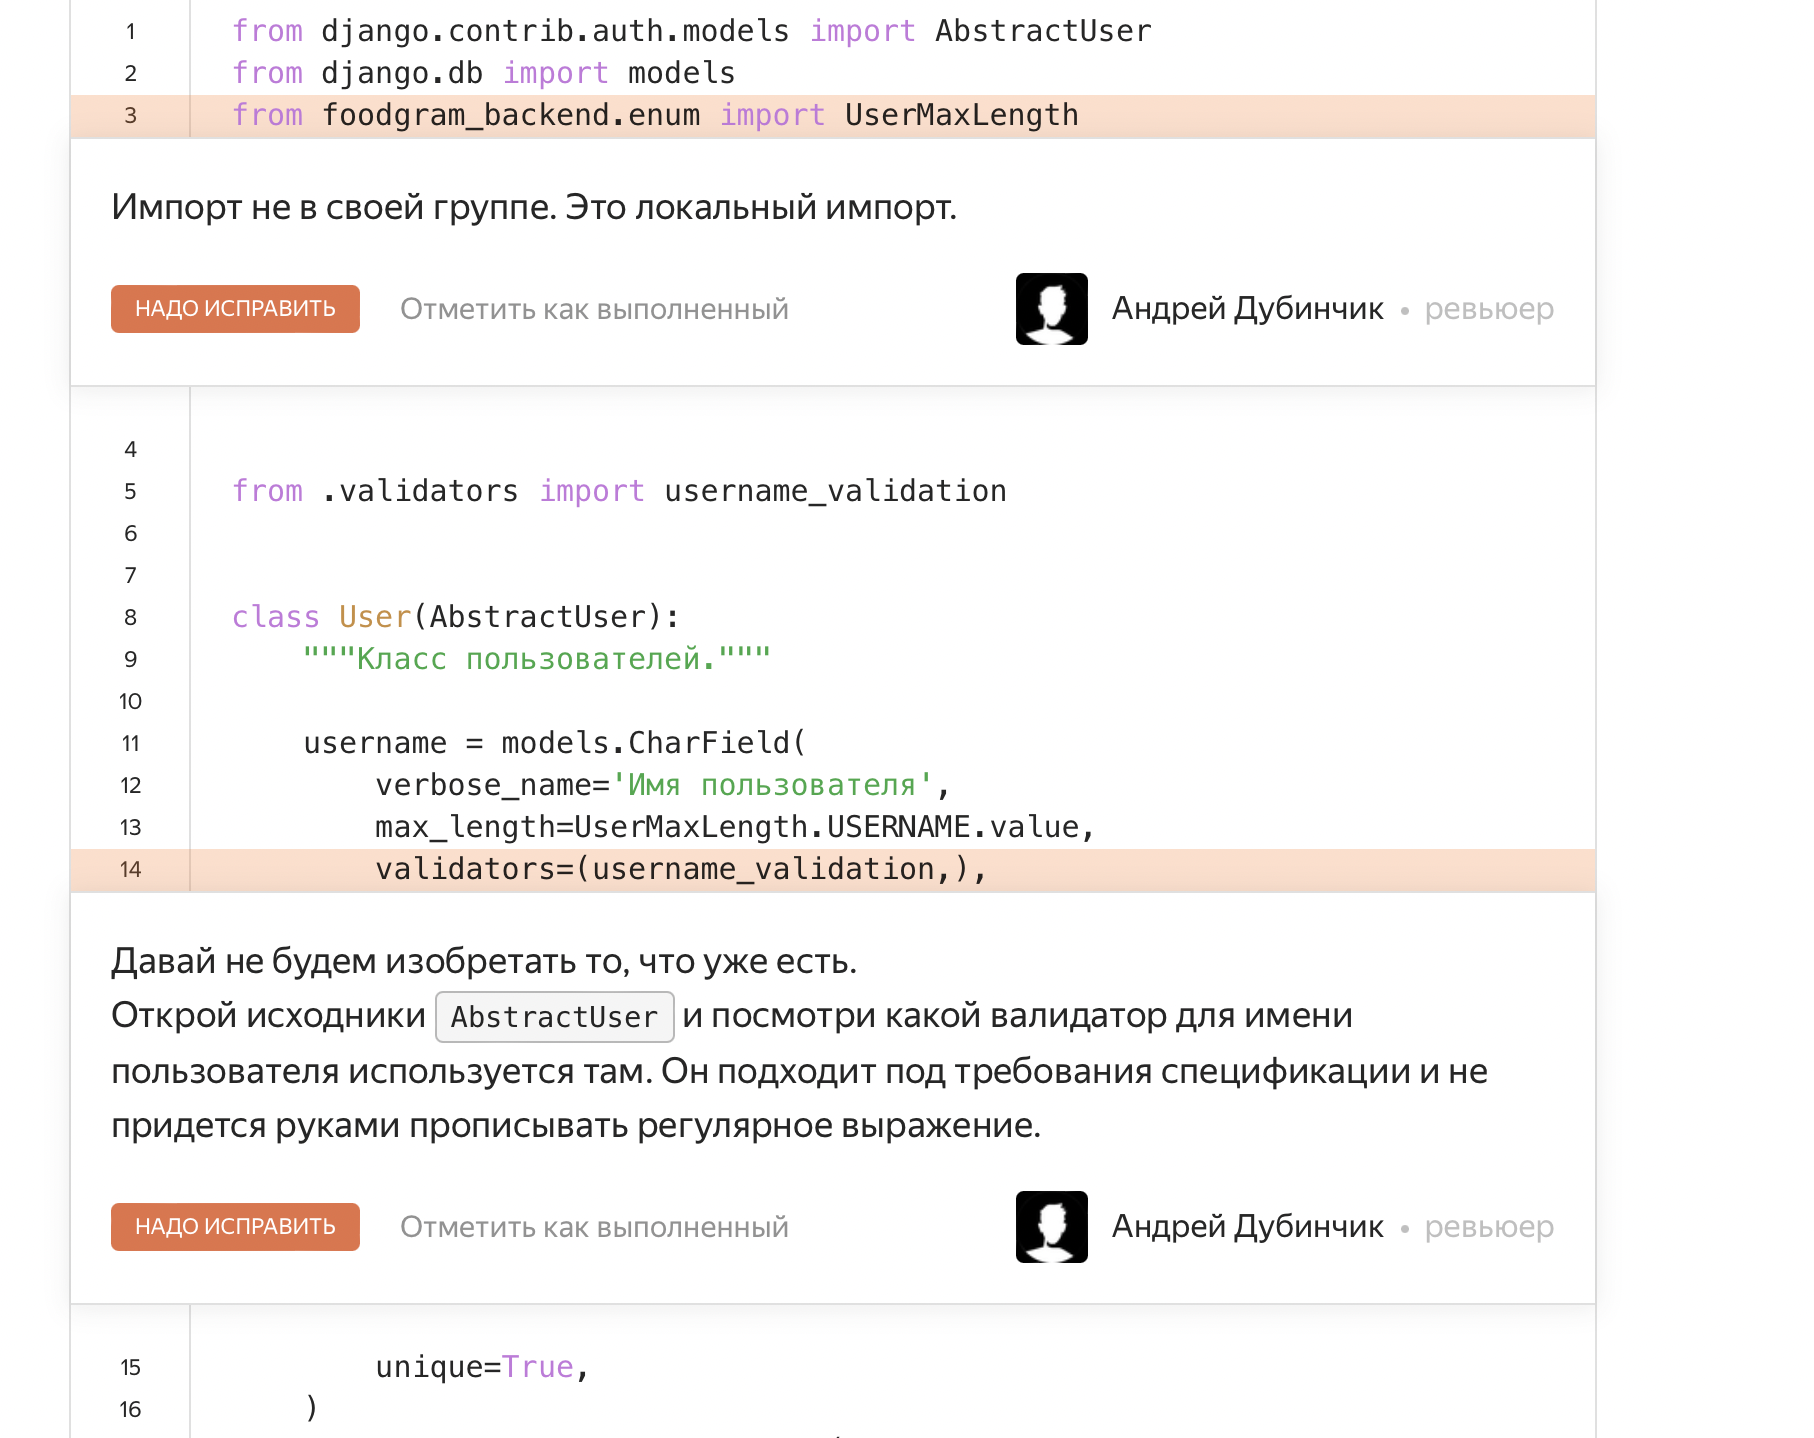 1 from django.contrib.auth.models import AbstractUser
2 from django.db import models
3 from foodgram_backend.enum import UserMaxLength
Импорт не в своей группе. Это локальный импорт.
НАДО ИСПРАВИТЬ Отметить как выполненный Андрей Дубинчик • ревьюер
4
5 from .validators import username_validation
6
7
8 class User(AbstractUser):
9 """Класс пользователей."""
10
11 username = models.CharField(
12 verbose_name='Имя пользователя',
13 max_length=UserMaxLength.USERNAME.value,
14 validators=(username_validation,),
Давай не будем изобретать то, что уже есть.
Открой исходники AbstractUser и посмотри какой валидатор для имени
пользователя используется там. Он подходит под требования спецификации и не
придется руками прописывать регулярное выражение.
НАДО ИСПРАВИТЬ Отметить как выполненный Андрей Дубинчик • ревьюер
15 unique=True,
16 )